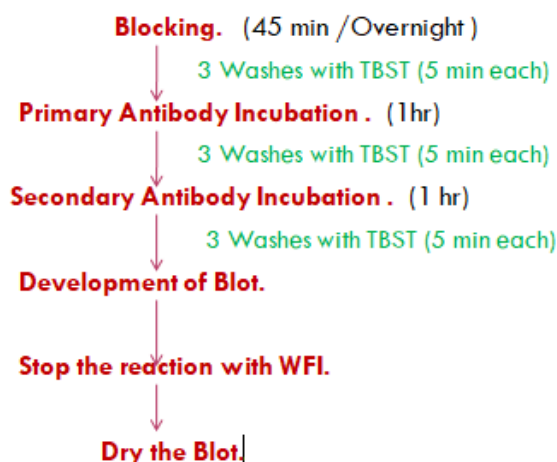 Blocking. (45 min /Overnight )
3 Washes with TBST (5 min each)
Primary Antibody Incubation . (1hr)
3 Washes with TBST (5 min each)
Secondary Antibody Incubation . (1 hr)
3 Washes with TBST (5 min each)
Development of Blot.
Stop the reaction with WFI.
Dry the Blot.